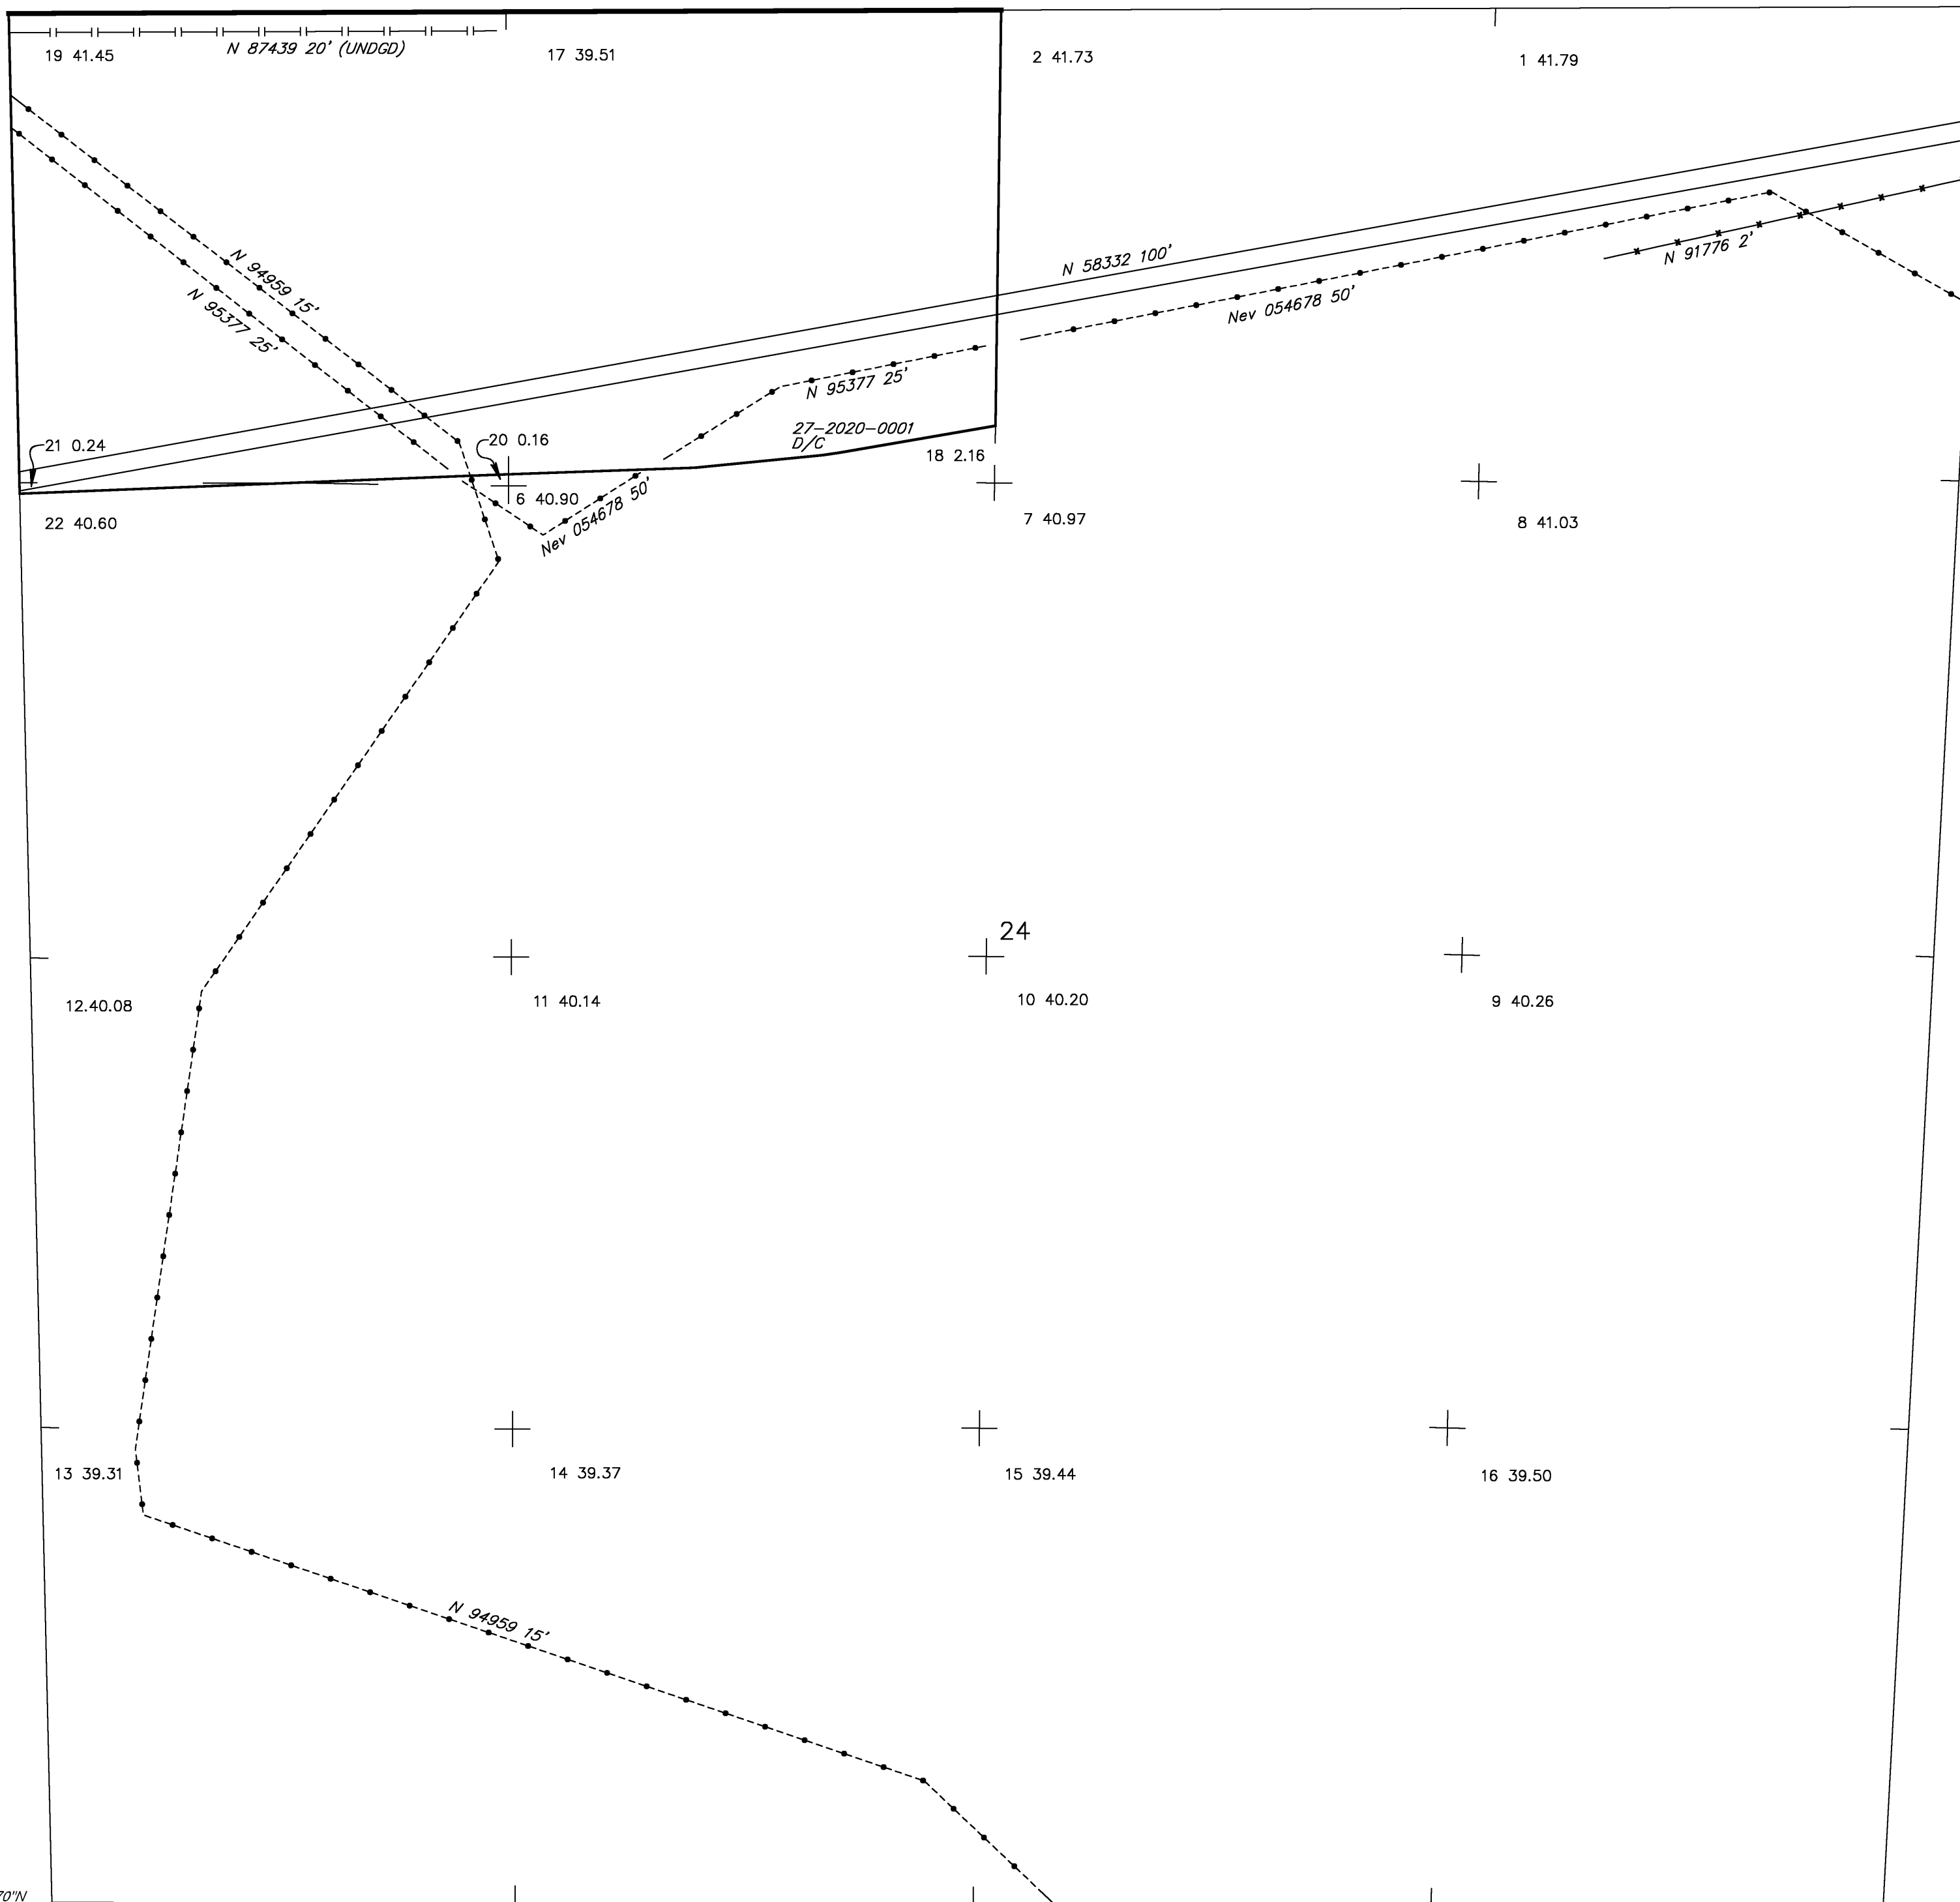 N 87439 20' (UNDGD)
19 41.45
17 39.51
2 41.73
1 41.79
N 94959 15'
N 95377 25'
N 58332 100'
N 91776 2'
Nev 054678 50'
N 95377 25'
27-2020-0001
D/C
21 0.24
20 0.16
18 2.16
6 40.90
22 40.60
Nev 054678 50'
7 40.97
8 41.03
24
12.40.08
11 40.14
10 40.20
9 40.26
13 39.31
14 39.37
15 39.44
16 39.50
N 94959 15'
70"N